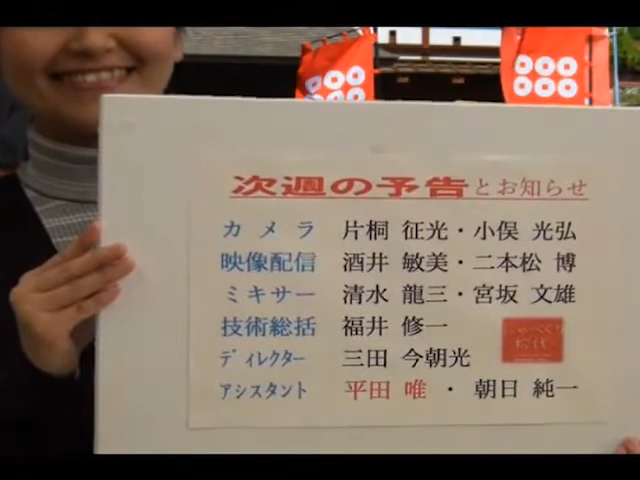 次週の予告とお知らせ
カメラ 片桐 征光・小俣 光弘
映像配信 酒井 敏美・二本松 博
ミキサー 清水 龍三・宮坂 文雄
技術総括 福井 修一
ディレクター 三田 今朝光
アシスタント 平田 唯 ・ 朝日 純一